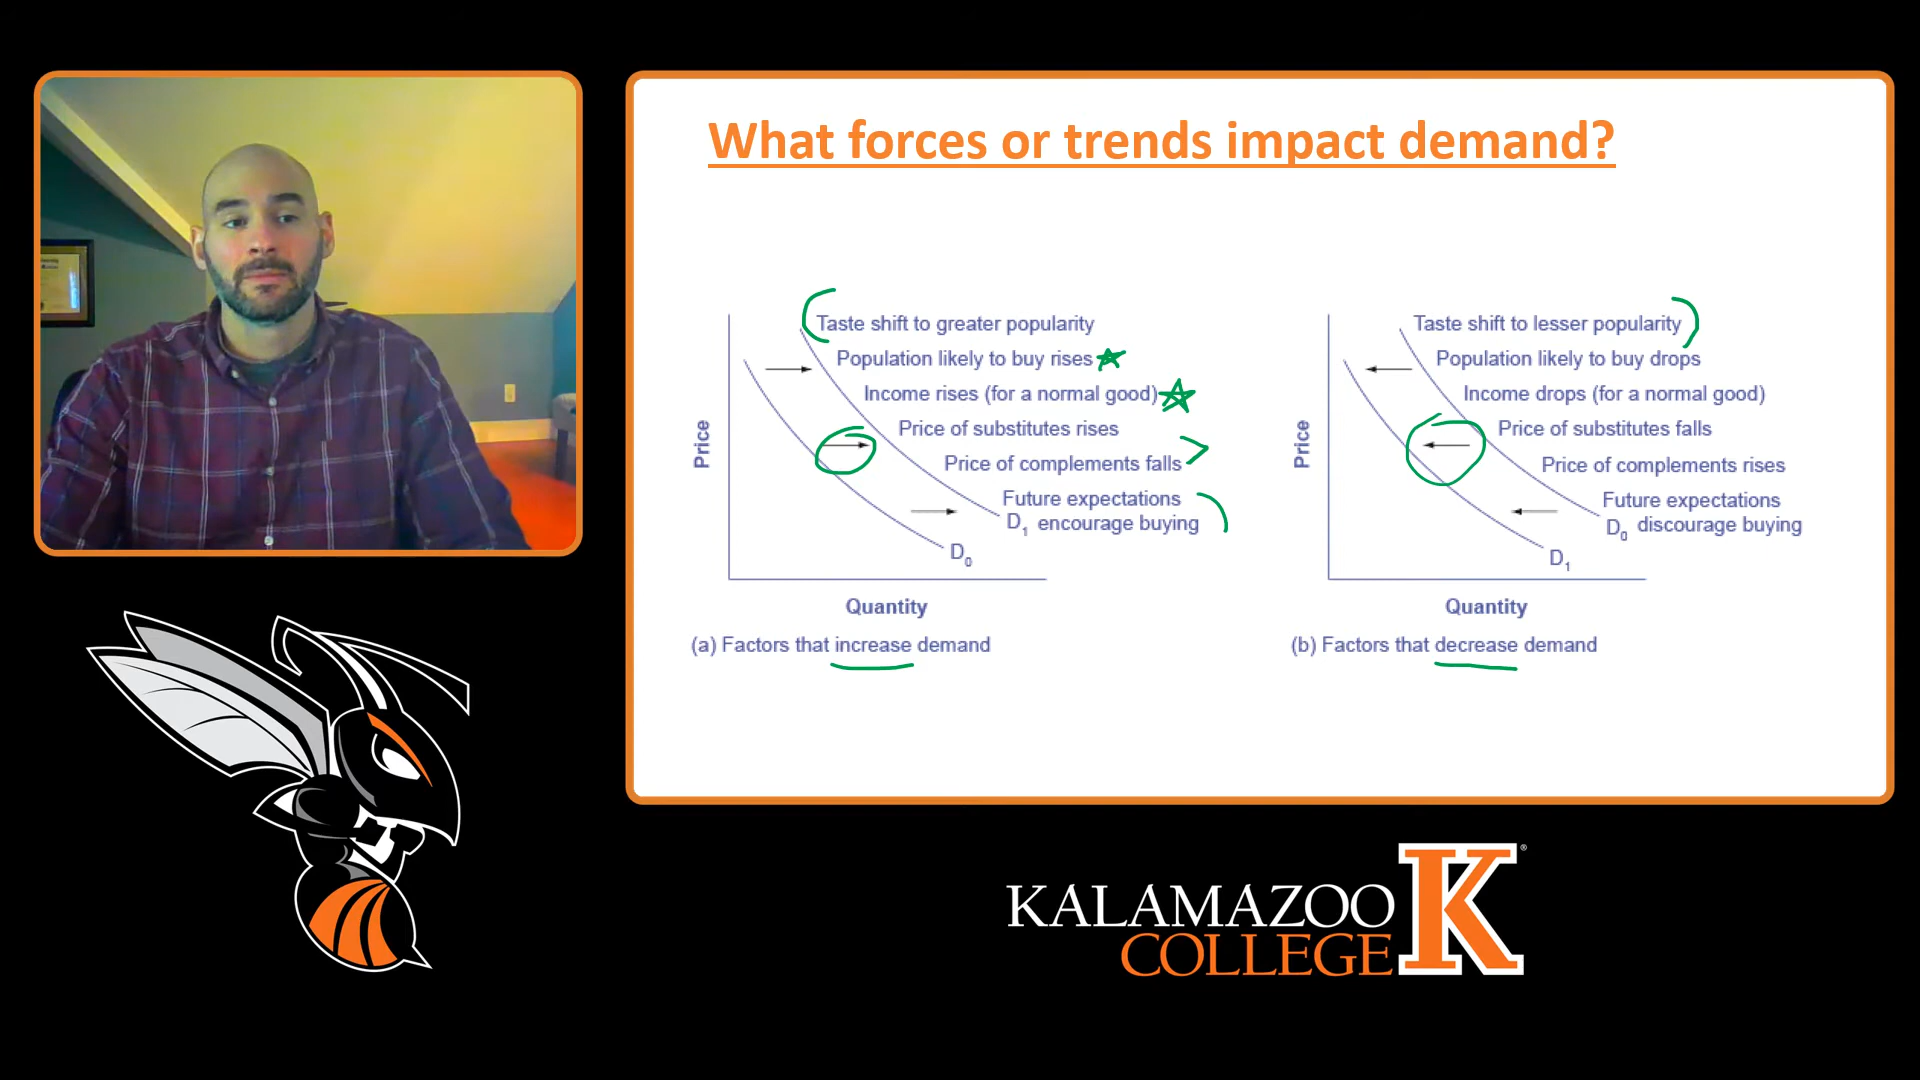 What forces or trends impact demand?
Taste shift to greater popularity
Population likely to buy rises
Income rises (for a normal good)
Price of substitutes rises
Price of complements falls
Future expectations
D1 encourage buying
D0
Price
Quantity
(a) Factors that increase demand
Taste shift to lesser popularity
Population likely to buy drops
Income drops (for a normal good)
Price of substitutes falls
Price of complements rises
Future expectations
D0 discourage buying
D1
Price
Quantity
(b) Factors that decrease demand
KALAMAZOO
COLLEGE
K®